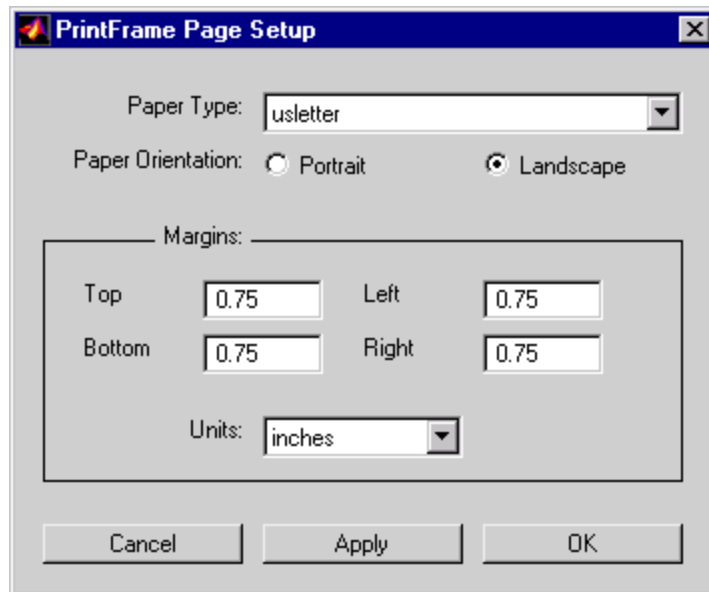 PrintFrame Page Setup
Paper Type: usletter
Paper Orientation: Portrait Landscape
Margins:
Top 0.75 Left 0.75
Bottom 0.75 Right 0.75
Units: inches
Cancel Apply OK